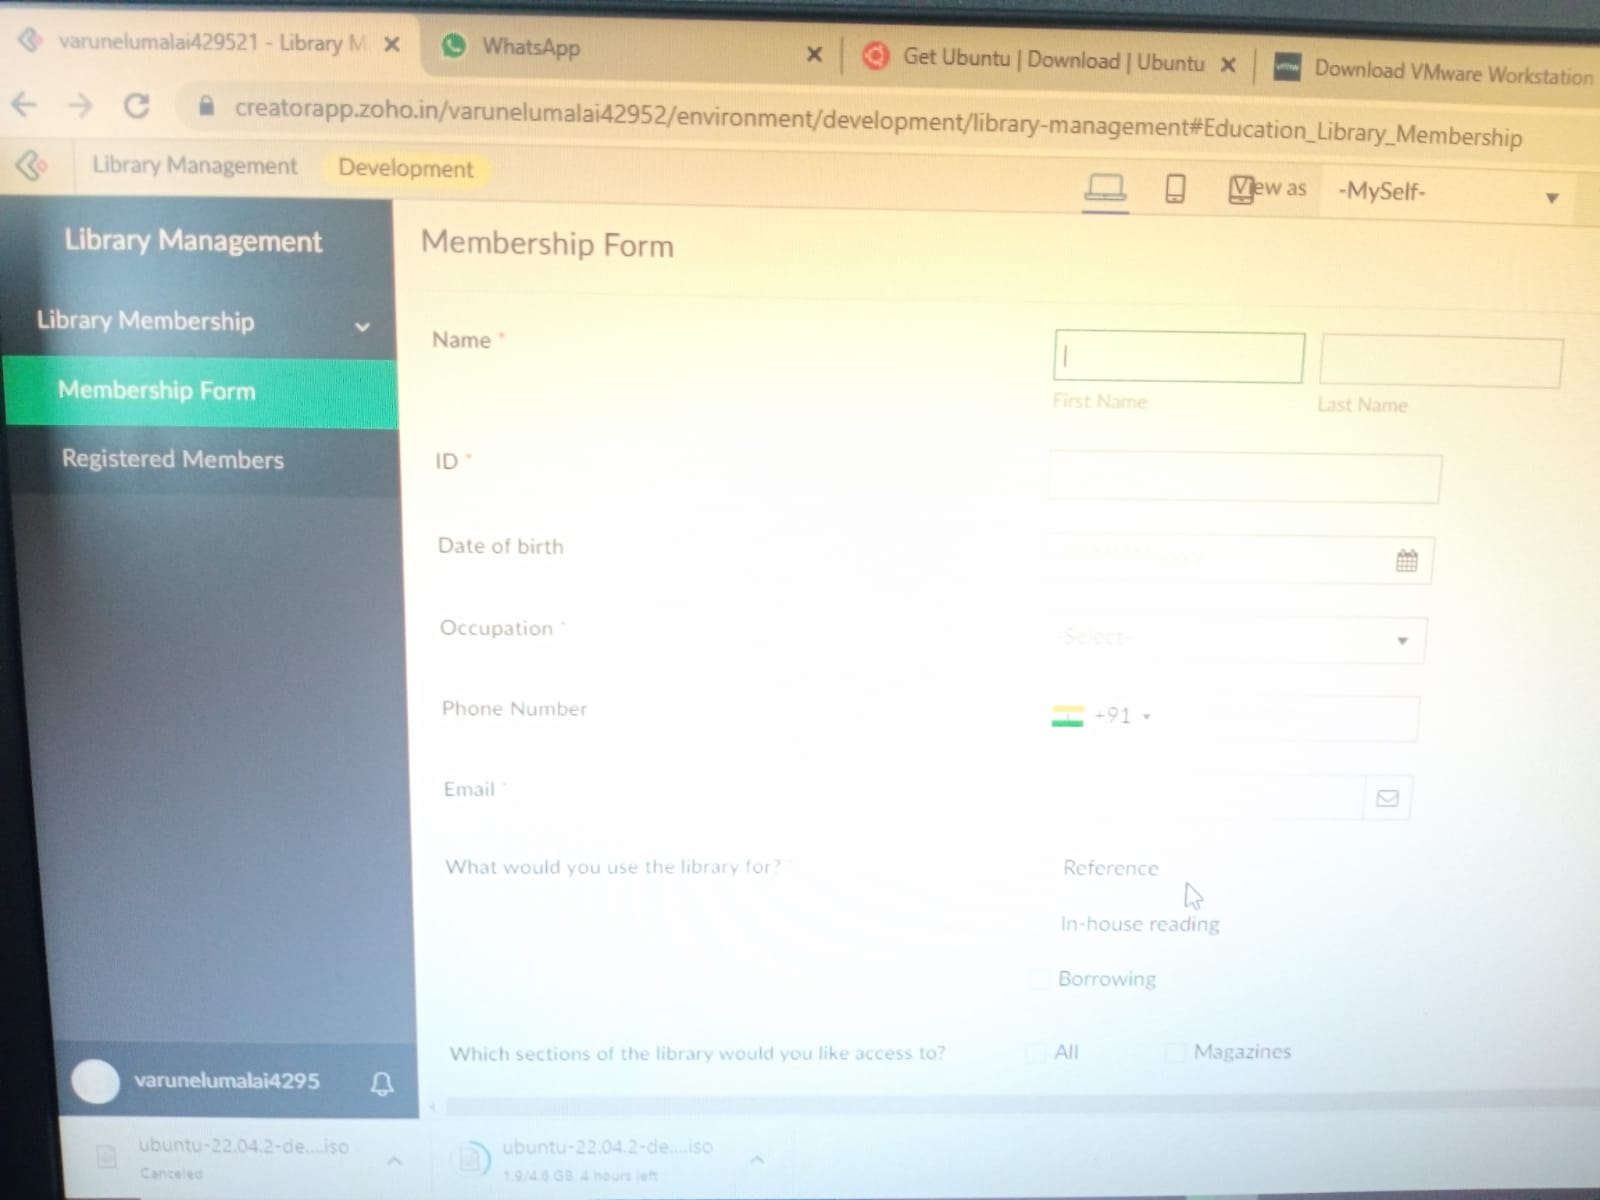 varunelumalai429521 - Library M
WhatsApp
Get Ubuntu | Download | Ubuntu
vmw
Download VMware Workstation
creatorapp.zoho.in/varunelumalai42952/environment/development/library-management#Education_Library_Membership
Library Management
Development
View as
-MySelf-
Library Management
Library Membership
Membership Form
Registered Members
Membership Form
Name *
First Name
Last Name
ID *
Date of birth
Occupation *
-Select-
Phone Number
+91
Email *
What would you use the library for? *
Reference
In-house reading
Borrowing
Which sections of the library would you like access to?
All
Magazines
varunelumalai4295
ubuntu-22.04.2-de....iso
Canceled
ubuntu-22.04.2-de....iso
1.9/4.6 GB, 4 hours left